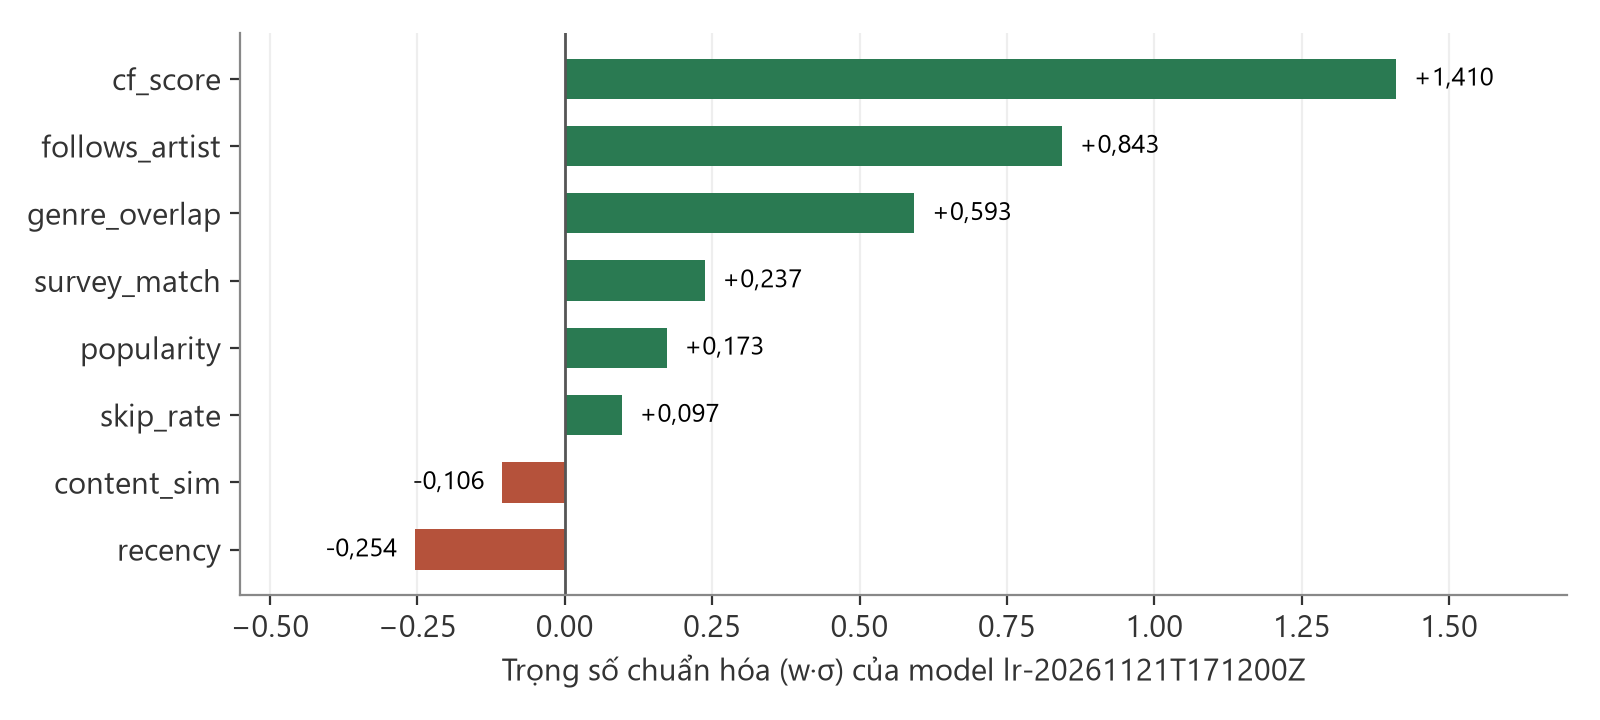 cf_score +1,410
follows_artist +0,843
genre_overlap +0,593
survey_match +0,237
popularity +0,173
skip_rate +0,097
content_sim -0,106
recency -0,254
−0.50 −0.25 0.00 0.25 0.50 0.75 1.00 1.25 1.50
Trọng số chuẩn hóa (w·σ) của model lr-20261121T171200Z